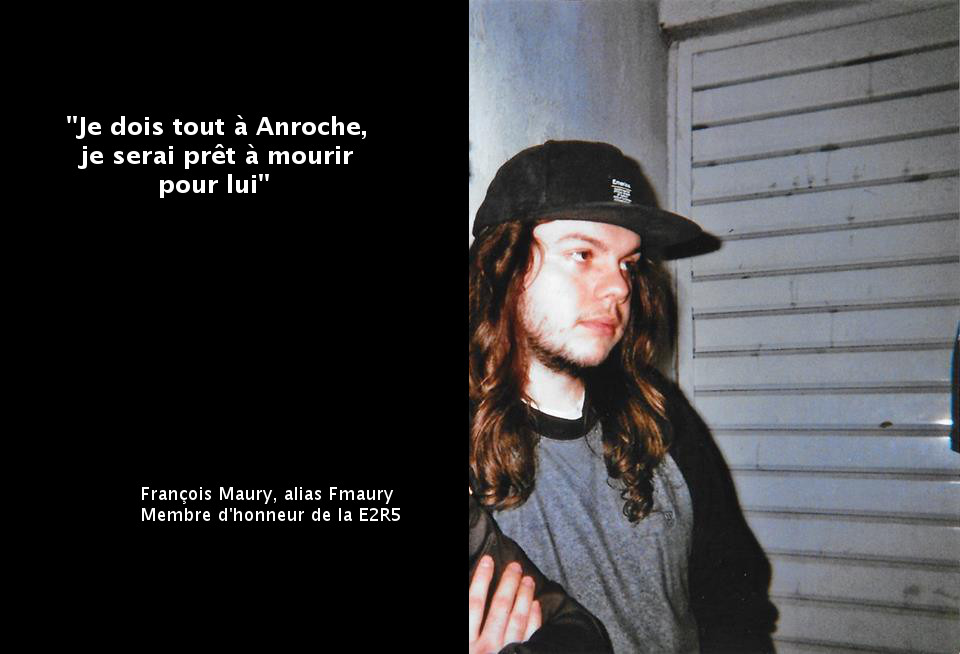 "Je dois tout à Anroche,
je serai prêt à mourir
pour lui"
François Maury, alias Fmaury
Membre d'honneur de la E2R5